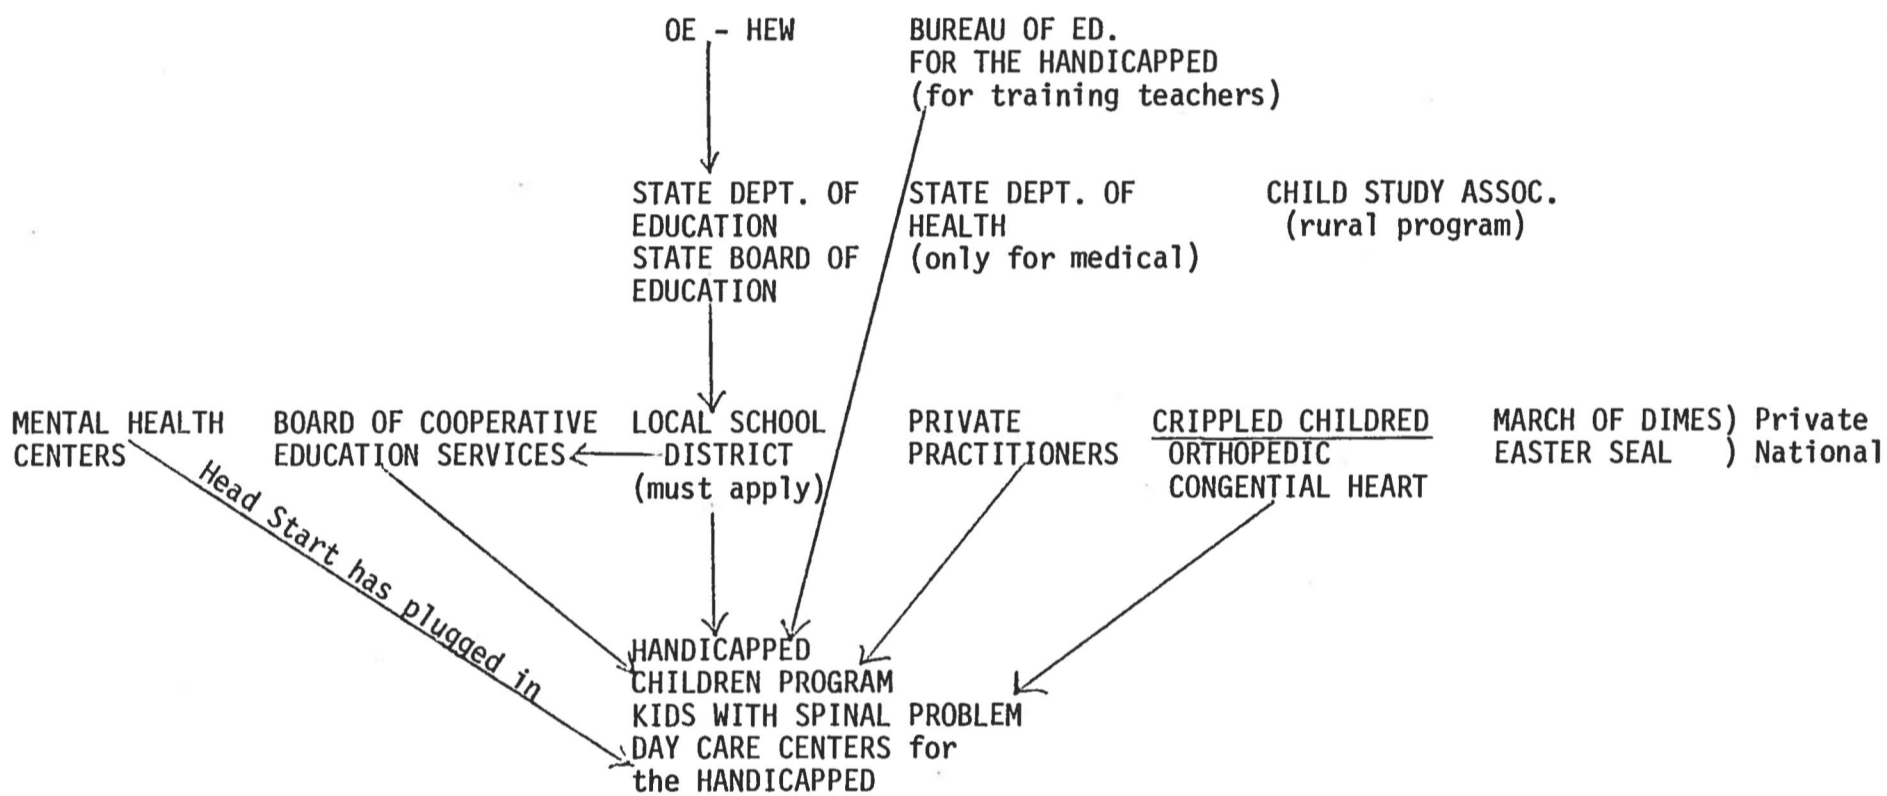 OE - HEW
BUREAU OF ED.
FOR THE HANDICAPPED
(for training teachers)
STATE DEPT. OF
EDUCATION
STATE BOARD OF
EDUCATION
STATE DEPT. OF
HEALTH
(only for medical)
CHILD STUDY ASSOC.
(rural program)
MENTAL HEALTH
CENTERS
BOARD OF COOPERATIVE
EDUCATION SERVICES
LOCAL SCHOOL
DISTRICT
(must apply)
PRIVATE
PRACTITIONERS
CRIPPLED CHILDRED
ORTHOPEDIC
CONGENTIAL HEART
MARCH OF DIMES) Private
EASTER SEAL ) National
Head Start has plugged in
HANDICAPPED
CHILDREN PROGRAM
KIDS WITH SPINAL PROBLEM
DAY CARE CENTERS for
the HANDICAPPED